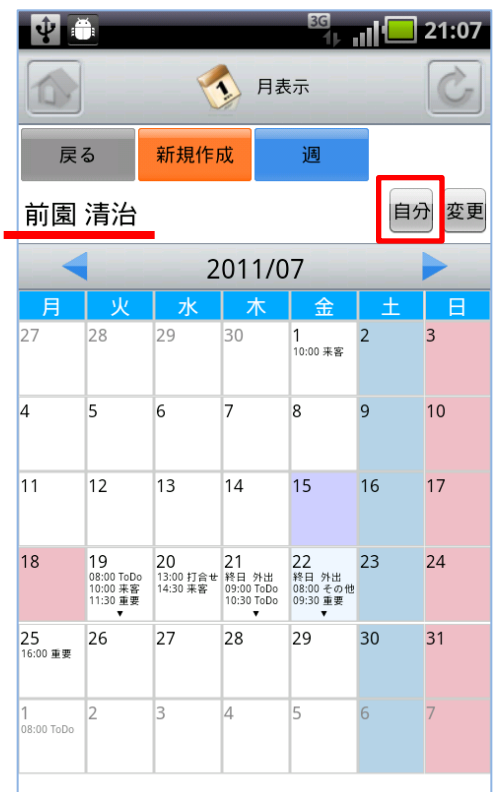 3G 21:07
月表示
戻る 新規作成 週
前園 清治 自分 変更
2011/07
月 火 水 木 金 土 日
27 28 29 30 1 2 3
10:00 来客
4 5 6 7 8 9 10
11 12 13 14 15 16 17
18 19 20 21 22 23 24
08:00 ToDo 13:00 打合せ 終日 外出 終日 外出
10:00 来客 14:30 来客 09:00 ToDo 08:00 その他
11:30 重要 10:30 ToDo 09:30 重要
▼ ▼ ▼
25 26 27 28 29 30 31
16:00 重要
1 2 3 4 5 6 7
08:00 ToDo